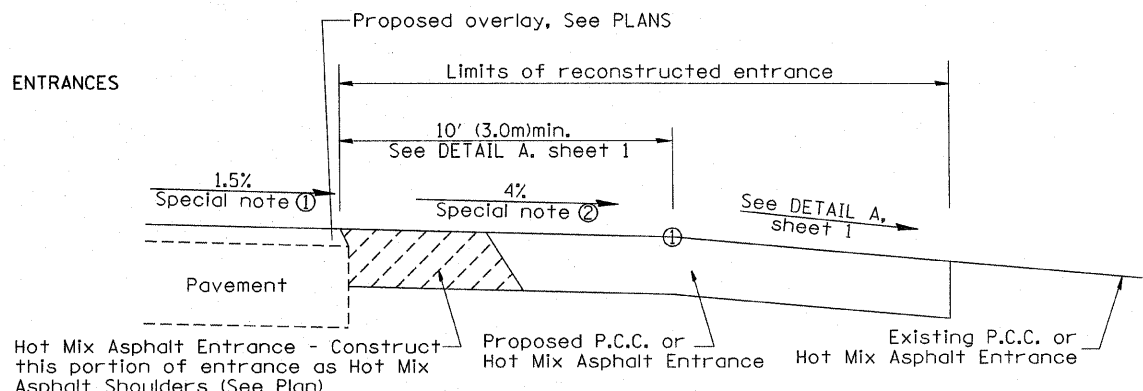 Proposed overlay, See PLANS
ENTRANCES
Limits of reconstructed entrance
10' (3.0m)min.
See DETAIL A. sheet 1
1.5%
Special note ①
4%
Special note ②
See DETAIL A,
sheet 1
①
Pavement
Hot Mix Asphalt Entrance - Construct
this portion of entrance as Hot Mix
Asphalt Shoulders (See Plan)
Proposed P.C.C. or
Hot Mix Asphalt Entrance
Existing P.C.C. or
Hot Mix Asphalt Entrance